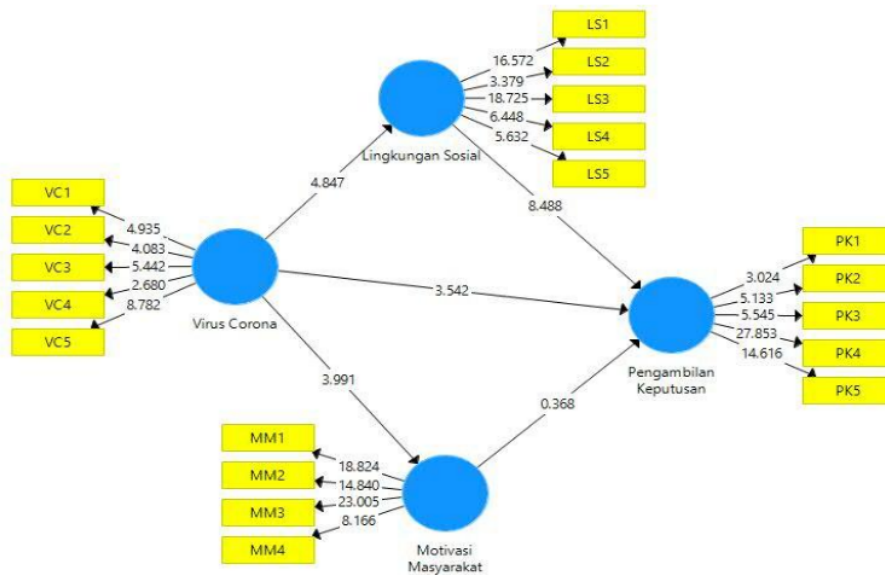 LS1
16.572
LS2
3.379
LS3
18.725
LS4
6.448
LS5
5.632
Lingkungan Sosial
4.847
8.488
VC1
4.935
VC2
4.083
VC3
5.442
VC4
2.680
VC5
8.782
Virus Corona
3.542
PK1
3.024
PK2
5.133
PK3
5.545
PK4
27.853
PK5
14.616
Pengambilan
Keputusan
3.991
0.368
MM1
18.824
MM2
14.840
MM3
23.005
MM4
8.166
Motivasi
Masyarakat